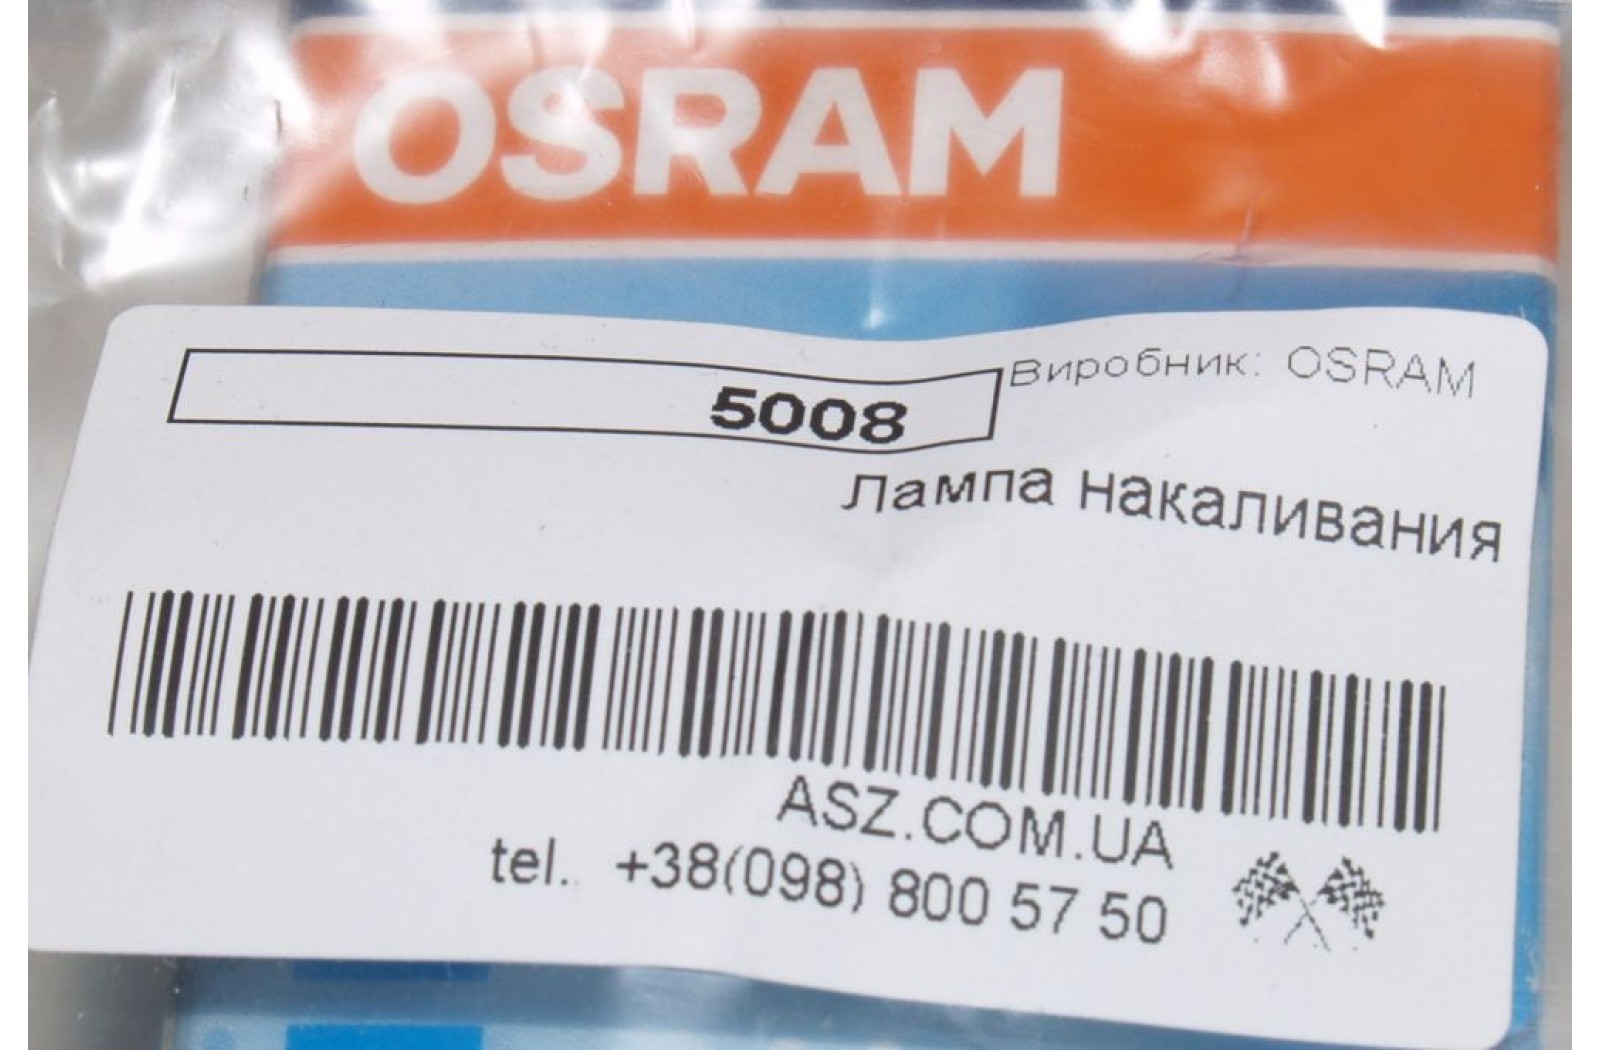 OSRAM
5008
Виробник: OSRAM
Лампа накаливания
ASZ.COM.UA
tel. +38(098) 800 57 50